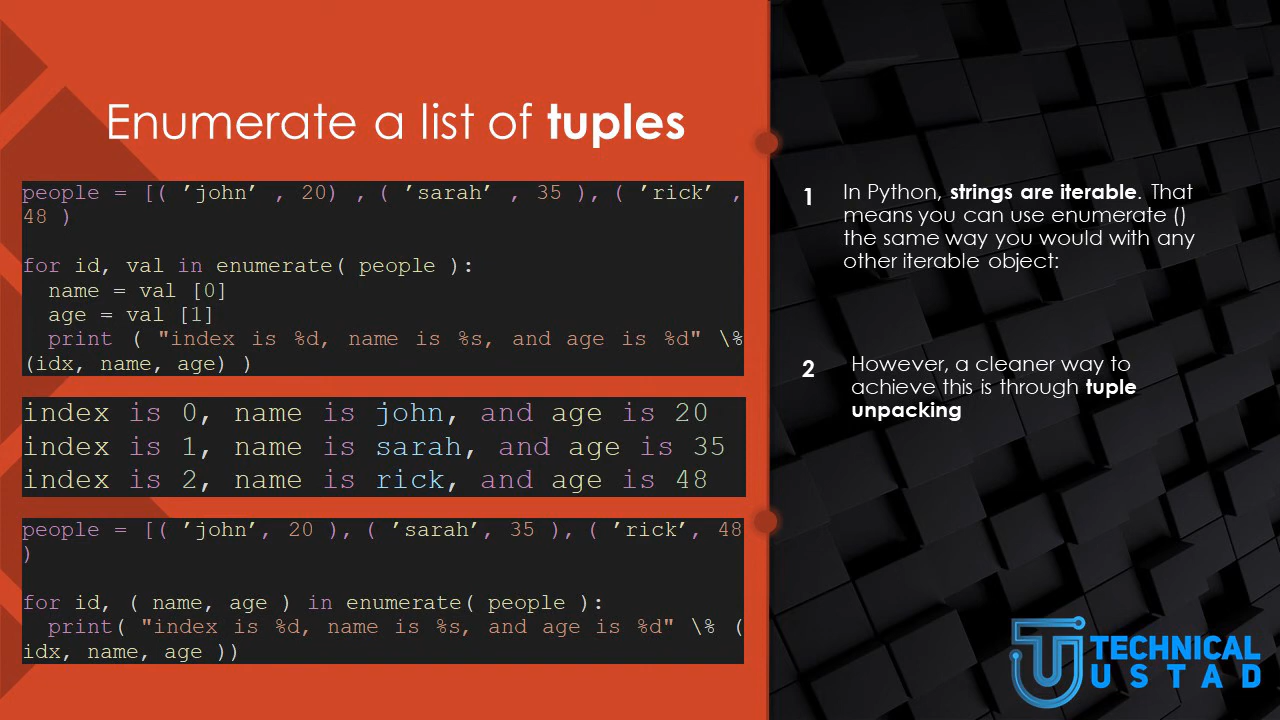 Enumerate a list of tuples
people = [( ’john’ , 20) , ( ’sarah’ , 35 ), ( ’rick’ ,
48 )
for id, val in enumerate( people ):
name = val [0]
age = val [1]
print ( "index is %d, name is %s, and age is %d" \%
(idx, name, age) )
index is 0, name is john, and age is 20
index is 1, name is sarah, and age is 35
index is 2, name is rick, and age is 48
people = [( ’john’, 20 ), ( ’sarah’, 35 ), ( ’rick’, 48
)
for id, ( name, age ) in enumerate( people ):
print( "index is %d, name is %s, and age is %d" \% (
idx, name, age ))
1 In Python, strings are iterable. That
means you can use enumerate ()
the same way you would with any
other iterable object:
2 However, a cleaner way to
achieve this is through tuple
unpacking
TECHNICAL
USTAD